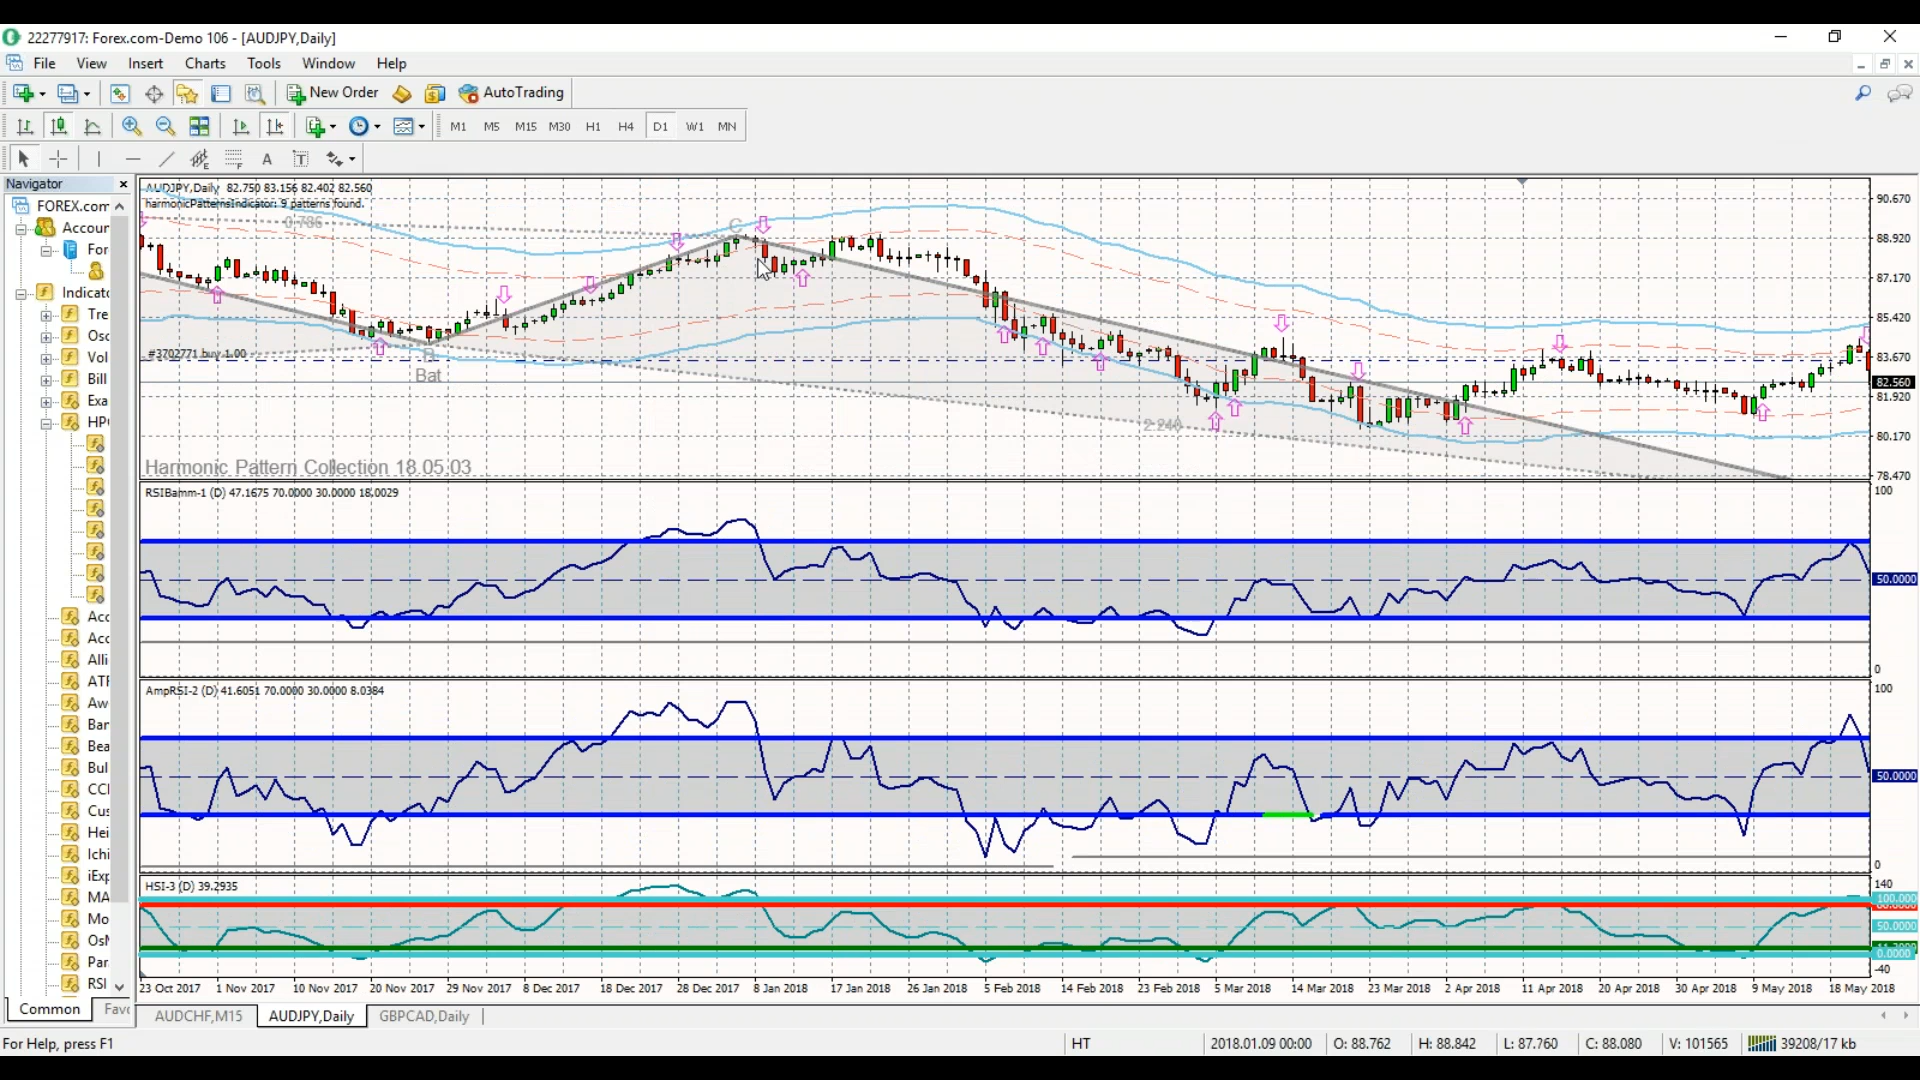 22277917: Forex.com-Demo 106 - [AUDJPY,Daily]
File View Insert Charts Tools Window Help
New Order AutoTrading
M1 M5 M15 M30 H1 H4 D1 W1 MN
A T
Navigator
FOREX.com
Accour
For
Indicato
Tre
Osc
Vol
Bill
Exa
HP
Acc
Acc
Alli
ATF
Aw
Bar
Bea
Bul
CCI
Cus
Hei
Ichi
iExp
MA
Mo
OsM
Par
RSI
Common Favo
AUDJPY,Daily 82.750 83.156 82.402 82.560
harmonicPatternsIndicator: 9 patterns found.
0.786
C
#3702771 buy 1.00
B
Bat
2.240
Harmonic Pattern Collection 18.05.03
90.670
88.920
87.170
85.420
83.670
82.560
81.920
80.170
78.470
RSIBamm-1 (D) 47.1675 70.0000 30.0000 18.0029
100
50.0000
0
AmpRSI-2 (D) 41.6051 70.0000 30.0000 8.0384
100
50.0000
0
HSI-3 (D) 39.2935
140
100.000
50.0000
0.0000
-40
23 Oct 2017 1 Nov 2017 10 Nov 2017 20 Nov 2017 29 Nov 2017 8 Dec 2017 18 Dec 2017 28 Dec 2017 8 Jan 2018 17 Jan 2018 26 Jan 2018 5 Feb 2018 14 Feb 2018 23 Feb 2018 5 Mar 2018 14 Mar 2018 23 Mar 2018 2 Apr 2018 11 Apr 2018 20 Apr 2018 30 Apr 2018 9 May 2018 18 May 2018
AUDCHF,M15 AUDJPY,Daily GBPCAD,Daily
For Help, press F1 HT 2018.01.09 00:00 O: 88.762 H: 88.842 L: 87.760 C: 88.080 V: 101565 39208/17 kb